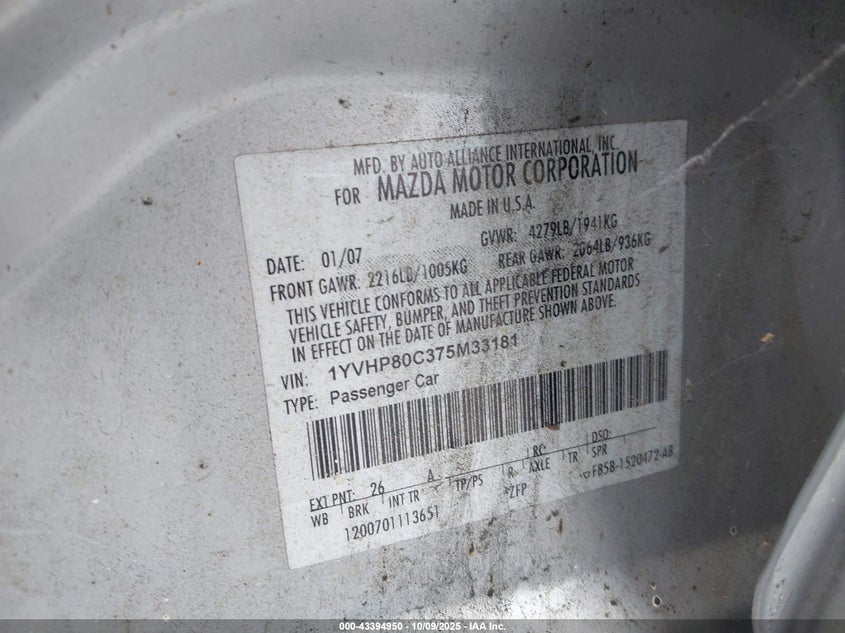 MFD. BY AUTO ALLIANCE INTERNATIONAL, INC.
FOR MAZDA MOTOR CORPORATION
MADE IN U.S.A.
DATE: 01/07 GVWR: 4279LB/1941KG
FRONT GAWR: 2216LB/1005KG REAR GAWR: 2064LB/936KG
THIS VEHICLE CONFORMS TO ALL APPLICABLE FEDERAL MOTOR
VEHICLE SAFETY, BUMPER, AND THEFT PREVENTION STANDARDS
IN EFFECT ON THE DATE OF MANUFACTURE SHOWN ABOVE.
VIN: 1YVHP80C375M33181
TYPE: Passenger Car
EXT PNT: 26 A RC: DSO:
WB BRK INT TR TP/PS R AXLE TR SPR
ZFP F85B-1520472-AB
1200701113651
000-43394950 - 10/09/2025 - IAA Inc.